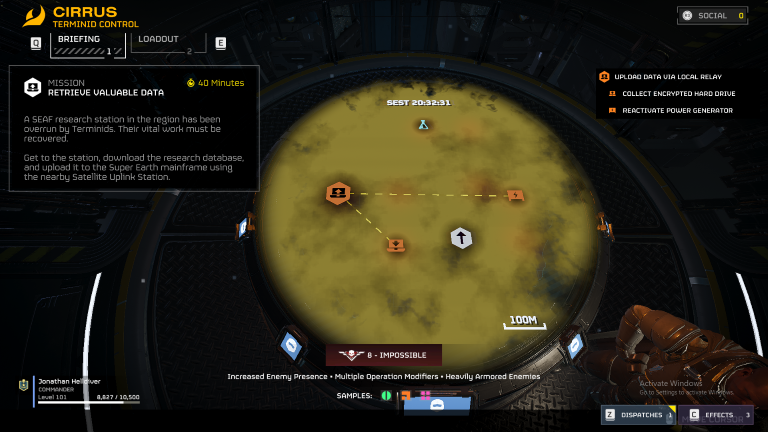 CIRRUS
TERMINID CONTROL
SOCIAL 0
Q BRIEFING 1 LOADOUT 2 E
MISSION 40 Minutes
RETRIEVE VALUABLE DATA
A SEAF research station in the region has been
overrun by Terminids. Their vital work must be
recovered.
Get to the station, download the research database,
and upload it to the Super Earth mainframe using
the nearby Satellite Uplink Station.
UPLOAD DATA VIA LOCAL RELAY
COLLECT ENCRYPTED HARD DRIVE
REACTIVATE POWER GENERATOR
SEST 20:32:31
100M
8 - IMPOSSIBLE
Increased Enemy Presence • Multiple Operation Modifiers • Heavily Armored Enemies
SAMPLES:
Jonathan Helldiver
COMMANDER
Level 101 8,827 / 10,500
Activate Windows
Go to Settings to activate Windows.
Z DISPATCHES 1 C EFFECTS 3
MOVE CURSOR